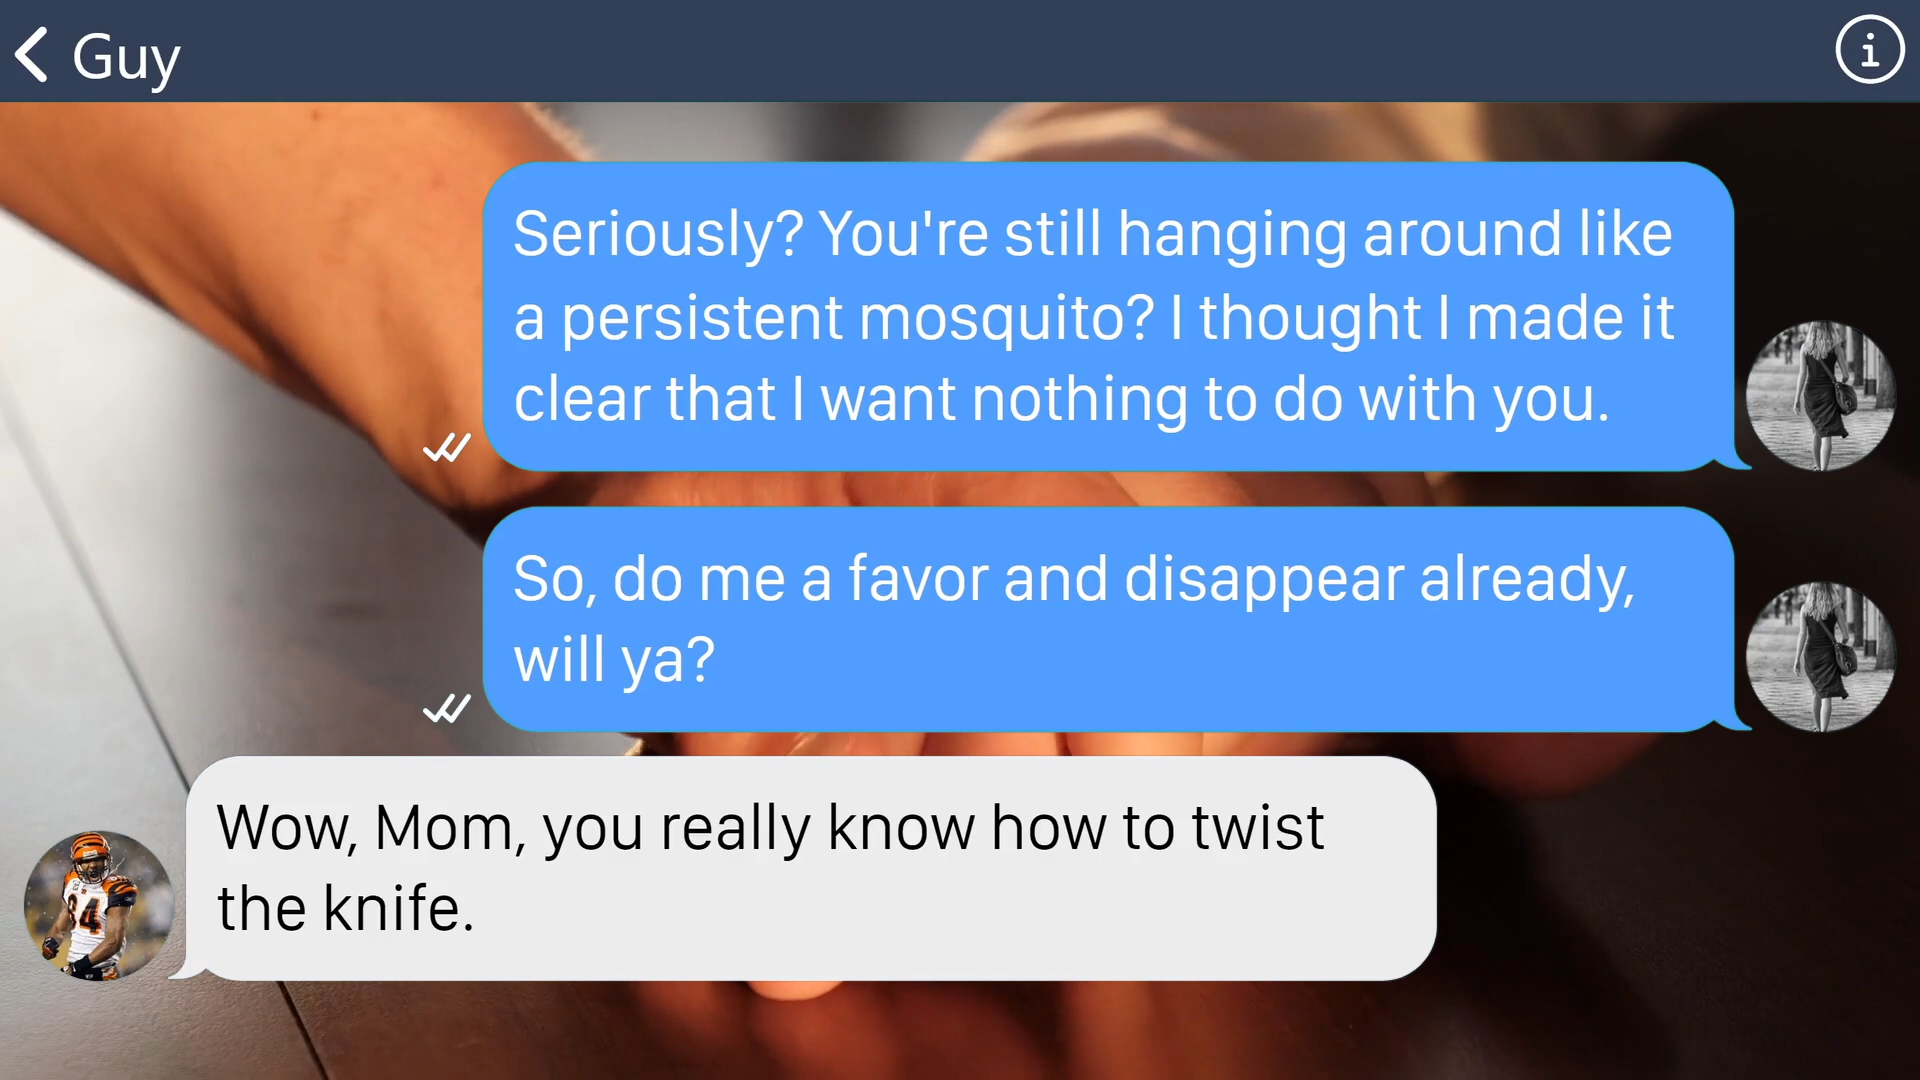 Guy
Seriously? You're still hanging around like
a persistent mosquito? I thought I made it
clear that I want nothing to do with you.
So, do me a favor and disappear already,
will ya?
Wow, Mom, you really know how to twist
the knife.
84